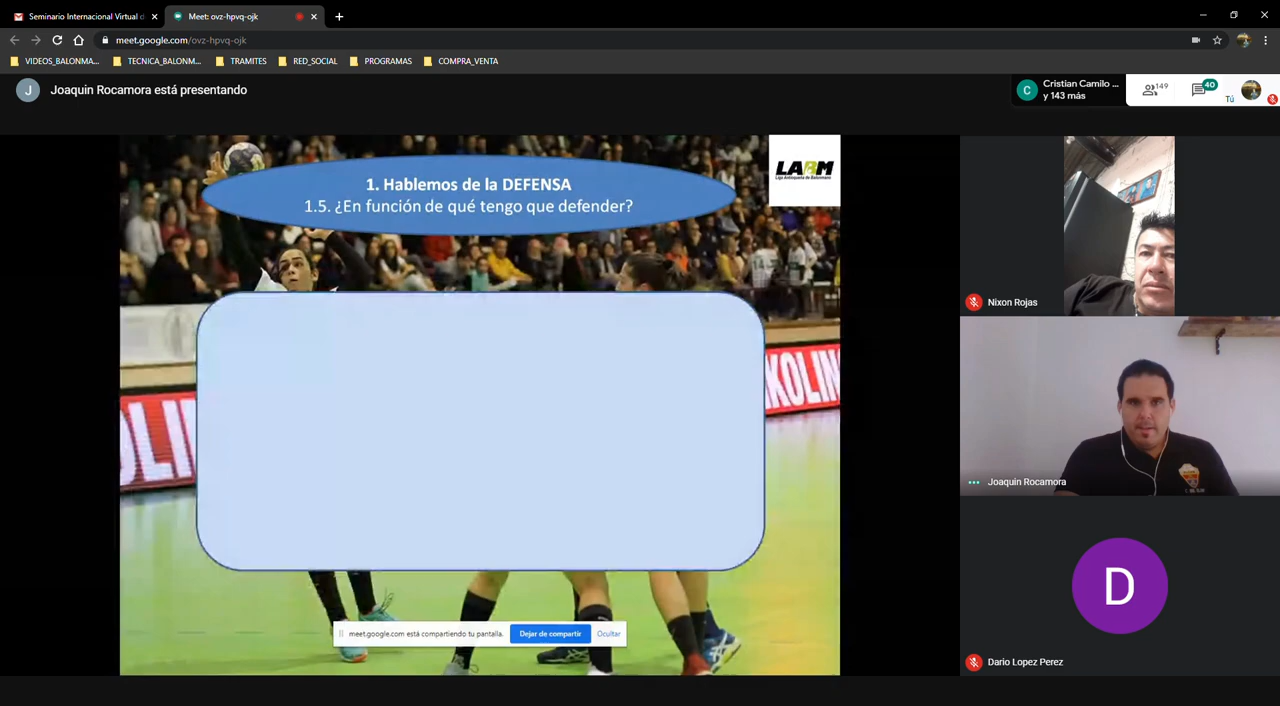 Seminario Internacional Virtual d
Meet: ovz-hpvq-ojk
meet.google.com/ovz-hpvq-ojk
VIDEOS_BALONMA...
TECNICA_BALONM...
TRAMITES
RED_SOCIAL
PROGRAMAS
COMPRA_VENTA
J
Joaquin Rocamora está presentando
C
Cristian Camilo ...
y 143 más
149
40
Tú
1. Hablemos de la DEFENSA
1.5. ¿En función de qué tengo que defender?
LABM
Liga Antioqueña de Balonmano
KOLIN
OLIN
meet.google.com está compartiendo tu pantalla.
Dejar de compartir
Ocultar
Nixon Rojas
Joaquin Rocamora
D
Dario Lopez Perez